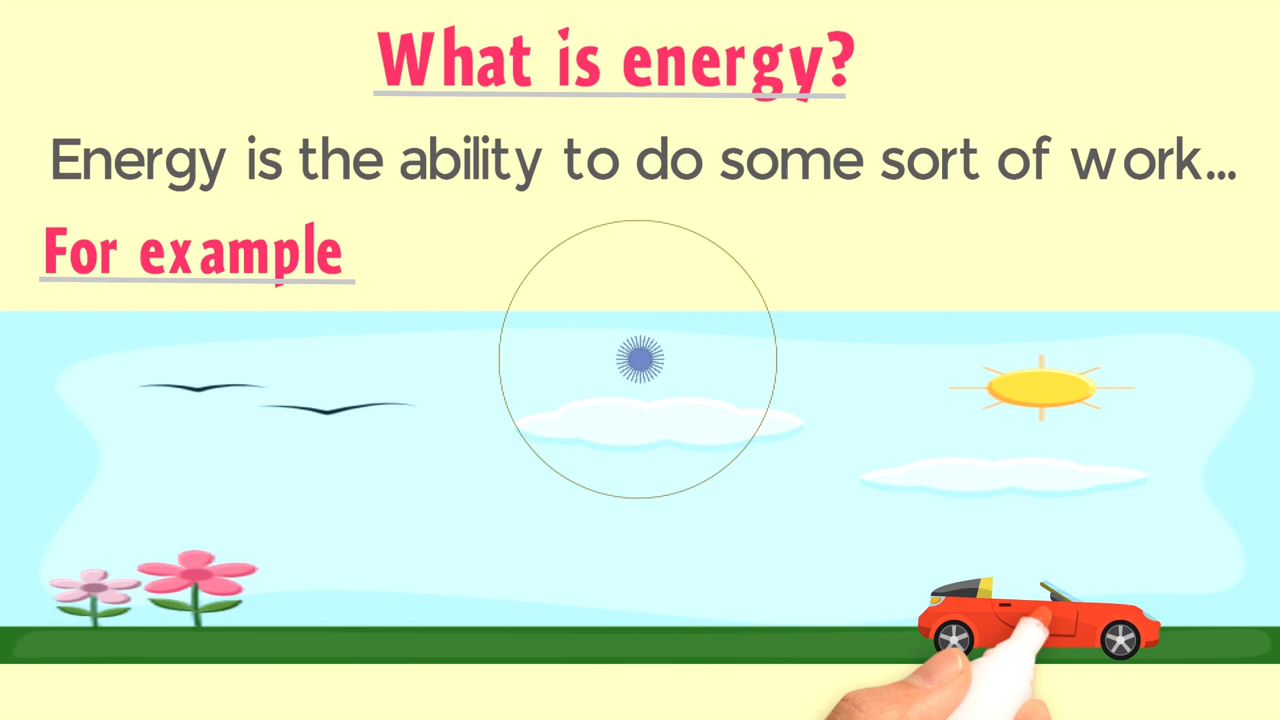 What is energy?
Energy is the ability to do some sort of work...
For example